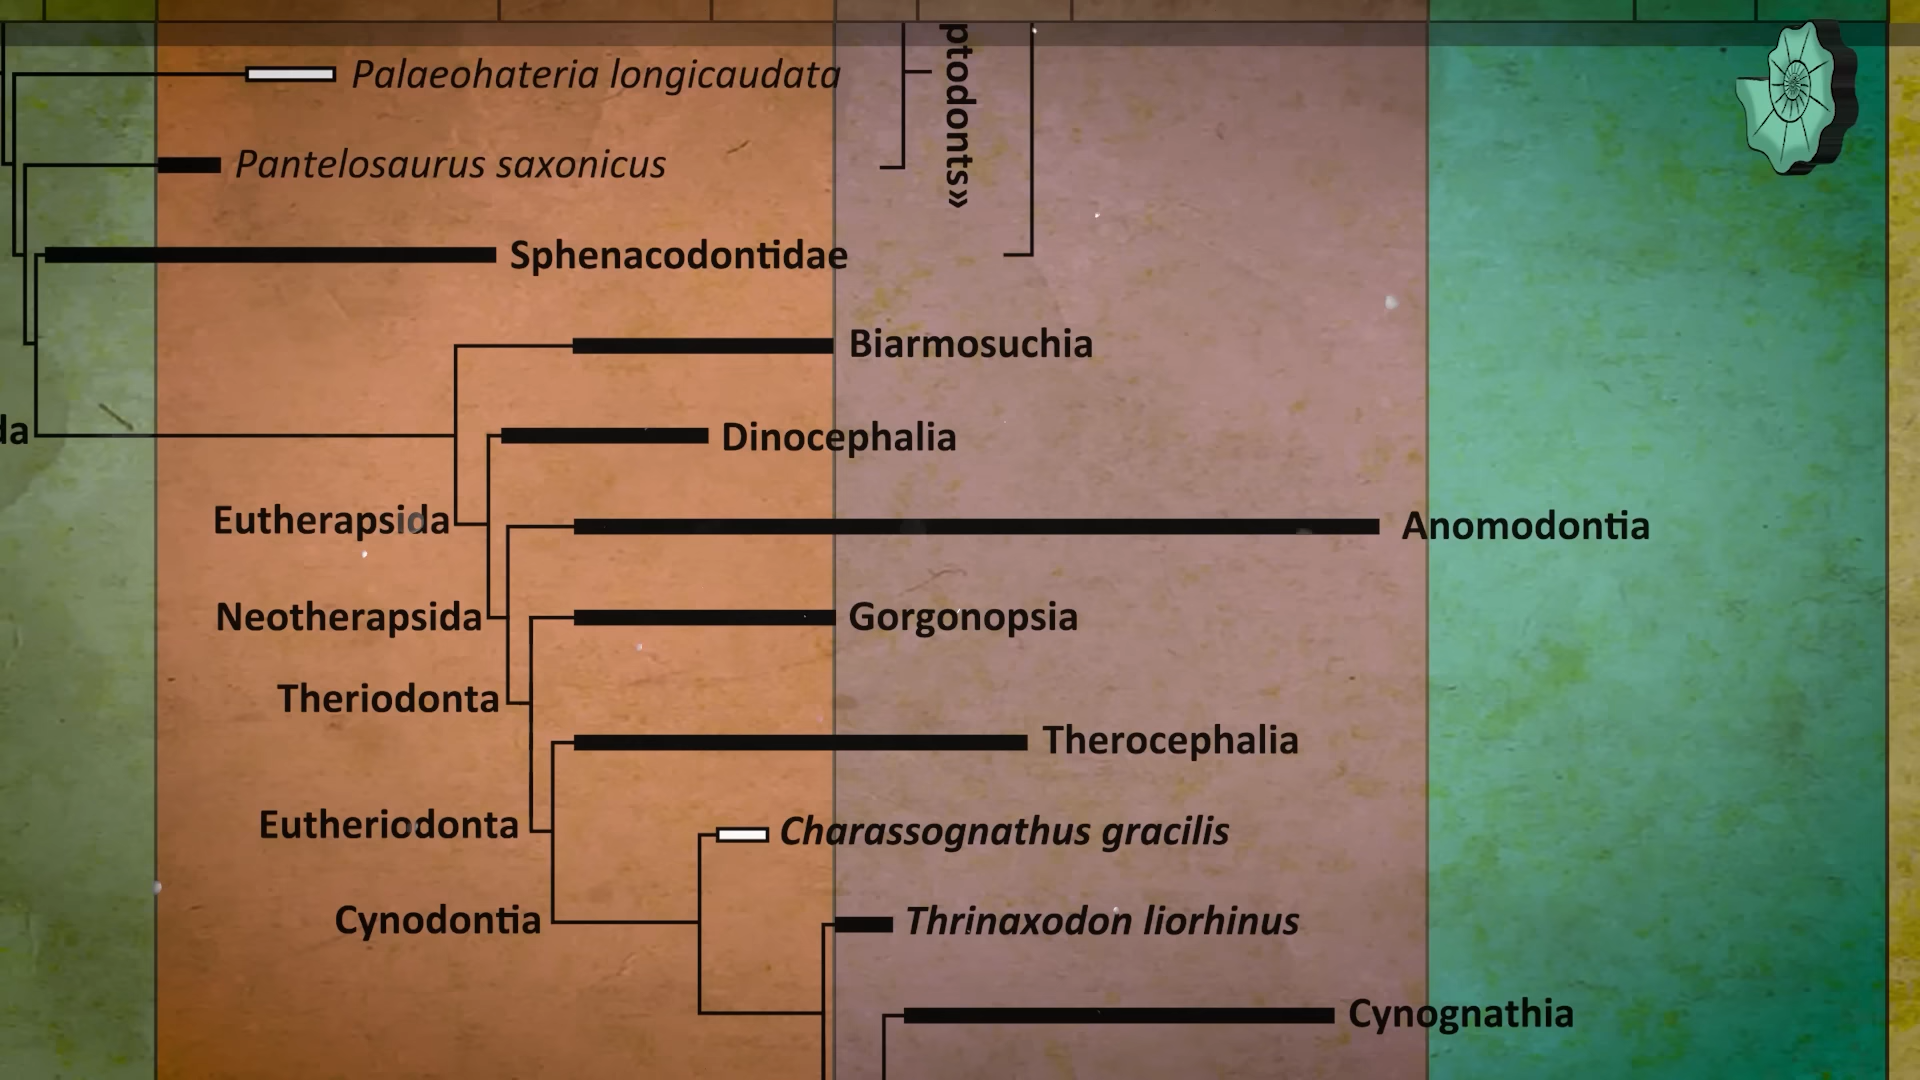 Palaeohateria longicaudata
ptodonts»
Pantelosaurus saxonicus
Sphenacodontidae
Biarmosuchia
da
Dinocephalia
Eutherapsida
Anomodontia
Neotherapsida
Gorgonopsia
Theriodonta
Therocephalia
Eutheriodonta
Charassognathus gracilis
Cynodontia
Thrinaxodon liorhinus
Cynognathia